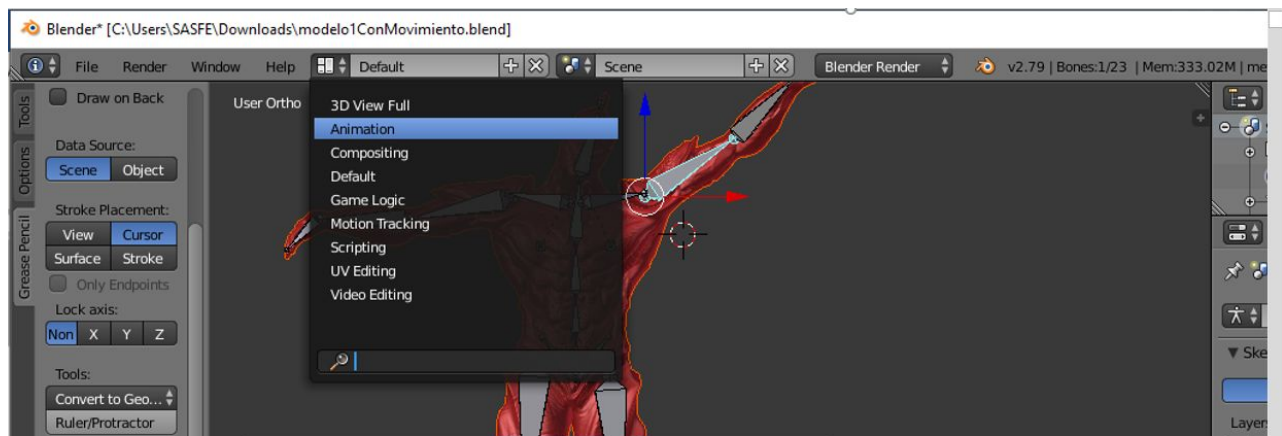 Blender* [C:\Users\SASFE\Downloads\modelo1ConMovimiento.blend]
File Render Window Help Default Scene Blender Render v2.79 | Bones:1/23 | Mem:333.02M | me
Tools
Options
Grease Pencil
Draw on Back
Data Source:
Scene Object
Stroke Placement:
View Cursor
Surface Stroke
Only Endpoints
Lock axis:
Non X Y Z
Tools:
Convert to Geo...
Ruler/Protractor
User Ortho
3D View Full
Animation
Compositing
Default
Game Logic
Motion Tracking
Scripting
UV Editing
Video Editing
Ske
Layer